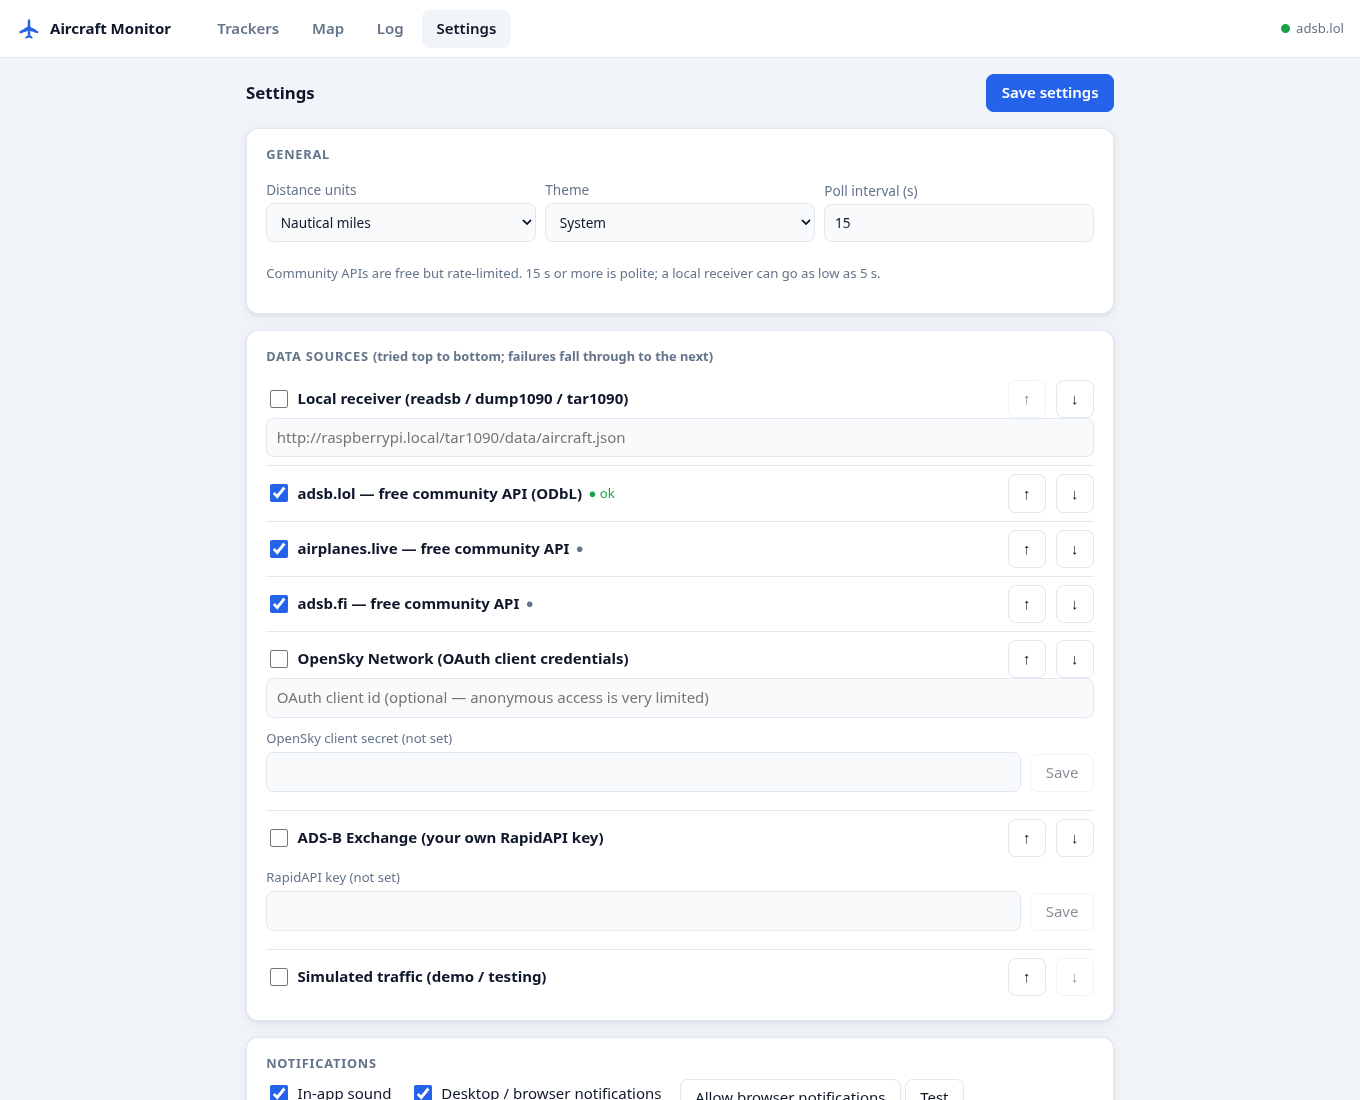 Aircraft Monitor Trackers Map Log Settings adsb.lol
Settings Save settings
GENERAL
Distance units Theme Poll interval (s)
Nautical miles System 15
Community APIs are free but rate-limited. 15 s or more is polite; a local receiver can go as low as 5 s.
DATA SOURCES (tried top to bottom; failures fall through to the next)
Local receiver (readsb / dump1090 / tar1090) ↑ ↓
http://raspberrypi.local/tar1090/data/aircraft.json
adsb.lol — free community API (ODbL) ● ok ↑ ↓
airplanes.live — free community API ● ↑ ↓
adsb.fi — free community API ● ↑ ↓
OpenSky Network (OAuth client credentials) ↑ ↓
OAuth client id (optional — anonymous access is very limited)
OpenSky client secret (not set)
Save
ADS-B Exchange (your own RapidAPI key) ↑ ↓
RapidAPI key (not set)
Save
Simulated traffic (demo / testing) ↑ ↓
NOTIFICATIONS
In-app sound Desktop / browser notifications Allow browser notifications Test